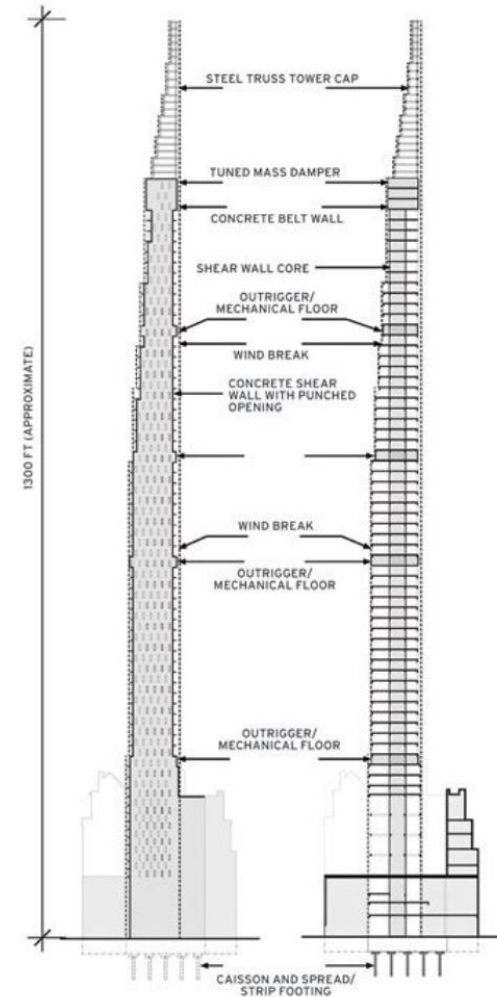 STEEL TRUSS TOWER CAP
TUNED MASS DAMPER
CONCRETE BELT WALL
SHEAR WALL CORE
OUTRIGGER/
MECHANICAL FLOOR
WIND BREAK
CONCRETE SHEAR
WALL WITH PUNCHED
OPENING
1300 FT (APPROXIMATE)
WIND BREAK
OUTRIGGER/
MECHANICAL FLOOR
OUTRIGGER/
MECHANICAL FLOOR
CAISSON AND SPREAD/
STRIP FOOTING